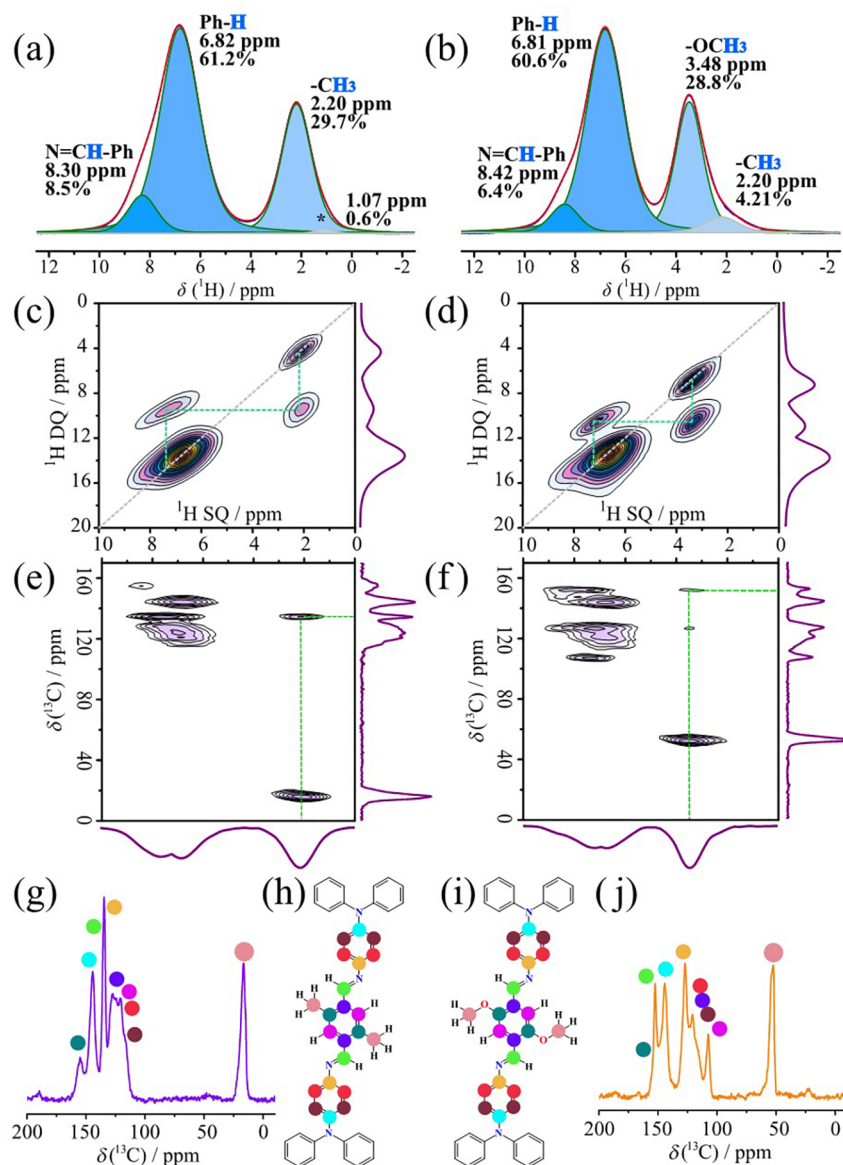 (a)
Ph-H
6.82 ppm
61.2%
-CH3
2.20 ppm
29.7%
N=CH-Ph
8.30 ppm
8.5%
1.07 ppm
0.6%
*
12 10 8 6 4 2 0 -2
δ (¹H) / ppm
(b)
Ph-H
6.81 ppm
60.6%
-OCH3
3.48 ppm
28.8%
N=CH-Ph
8.42 ppm
6.4%
-CH3
2.20 ppm
4.21%
12 10 8 6 4 2 0 -2
δ (¹H) / ppm
(c)
0
4
8
12
16
20
¹H DQ / ppm
¹H SQ / ppm
10 8 6 4 2 0
(d)
0
4
8
12
16
20
¹H DQ / ppm
¹H SQ / ppm
10 8 6 4 2 0
(e)
160
120
80
40
0
δ(¹³C) / ppm
(f)
160
120
80
40
0
δ(¹³C) / ppm
(g)
200 150 100 50 0
δ(¹³C) / ppm
(h)
N
N
H
H
H
H
C
H
H
H
H
H
N
N
(i)
N
N
H
H
H
H
O
H
O
H
H
H
H
H
N
N
(j)
200 150 100 50 0
δ(¹³C) / ppm